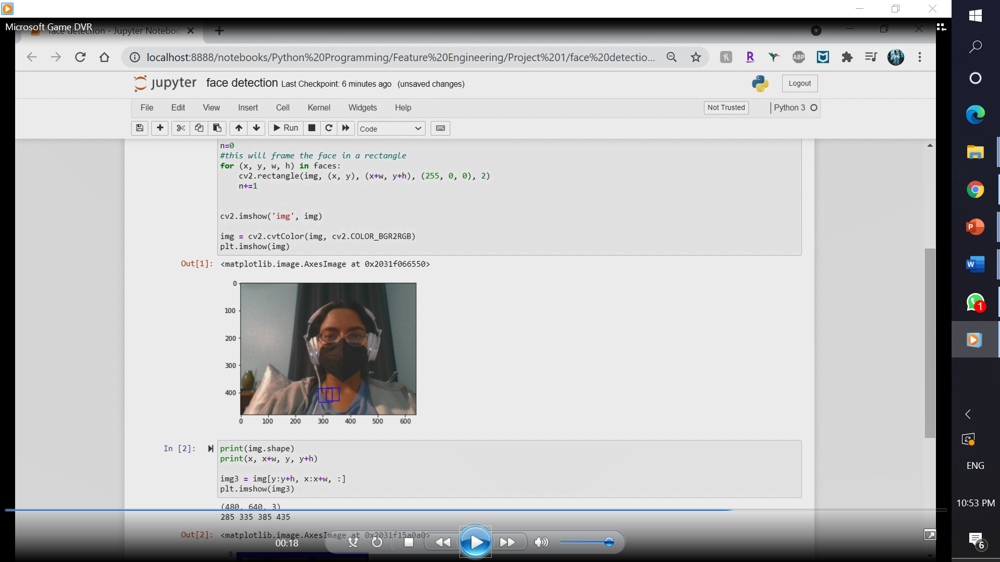 Microsoft Game DVR
face detection - Jupyter Noteboo
localhost:8888/notebooks/Python%20Programming/Feature%20Engineering/Project%201/face%20detectio...
jupyter face detection Last Checkpoint: 6 minutes ago (unsaved changes)
Logout
File Edit View Insert Cell Kernel Widgets Help
Not Trusted
Python 3
Run
Code
n=0
#this will frame the face in a rectangle
for (x, y, w, h) in faces:
    cv2.rectangle(img, (x, y), (x+w, y+h), (255, 0, 0), 2)
    n+=1
cv2.imshow('img', img)
img = cv2.cvtColor(img, cv2.COLOR_BGR2RGB)
plt.imshow(img)
Out[1]: <matplotlib.image.AxesImage at 0x2031f066550>
0
100
200
300
400
0 100 200 300 400 500 600
In [2]:
print(img.shape)
print(x, x+w, y, y+h)
img3 = img[y:y+h, x:x+w, :]
plt.imshow(img3)
(480, 640, 3)
285 335 385 435
Out[2]: <matplotlib.image.AxesImage at 0x2031f15a0a0>
0
00:18
h
R
ABP
P
W
1
ENG
10:53 PM
6